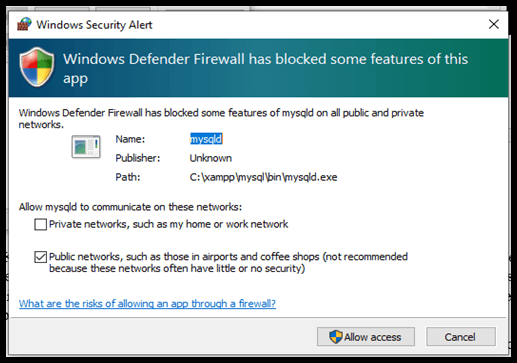 Windows Security Alert
Windows Defender Firewall has blocked some features of this
app
Windows Defender Firewall has blocked some features of mysqld on all public and private
networks.
Name: mysqld
Publisher: Unknown
Path: C:\xampp\mysql\bin\mysqld.exe
Allow mysqld to communicate on these networks:
Private networks, such as my home or work network
Public networks, such as those in airports and coffee shops (not recommended
because these networks often have little or no security)
What are the risks of allowing an app through a firewall?
Allow access Cancel